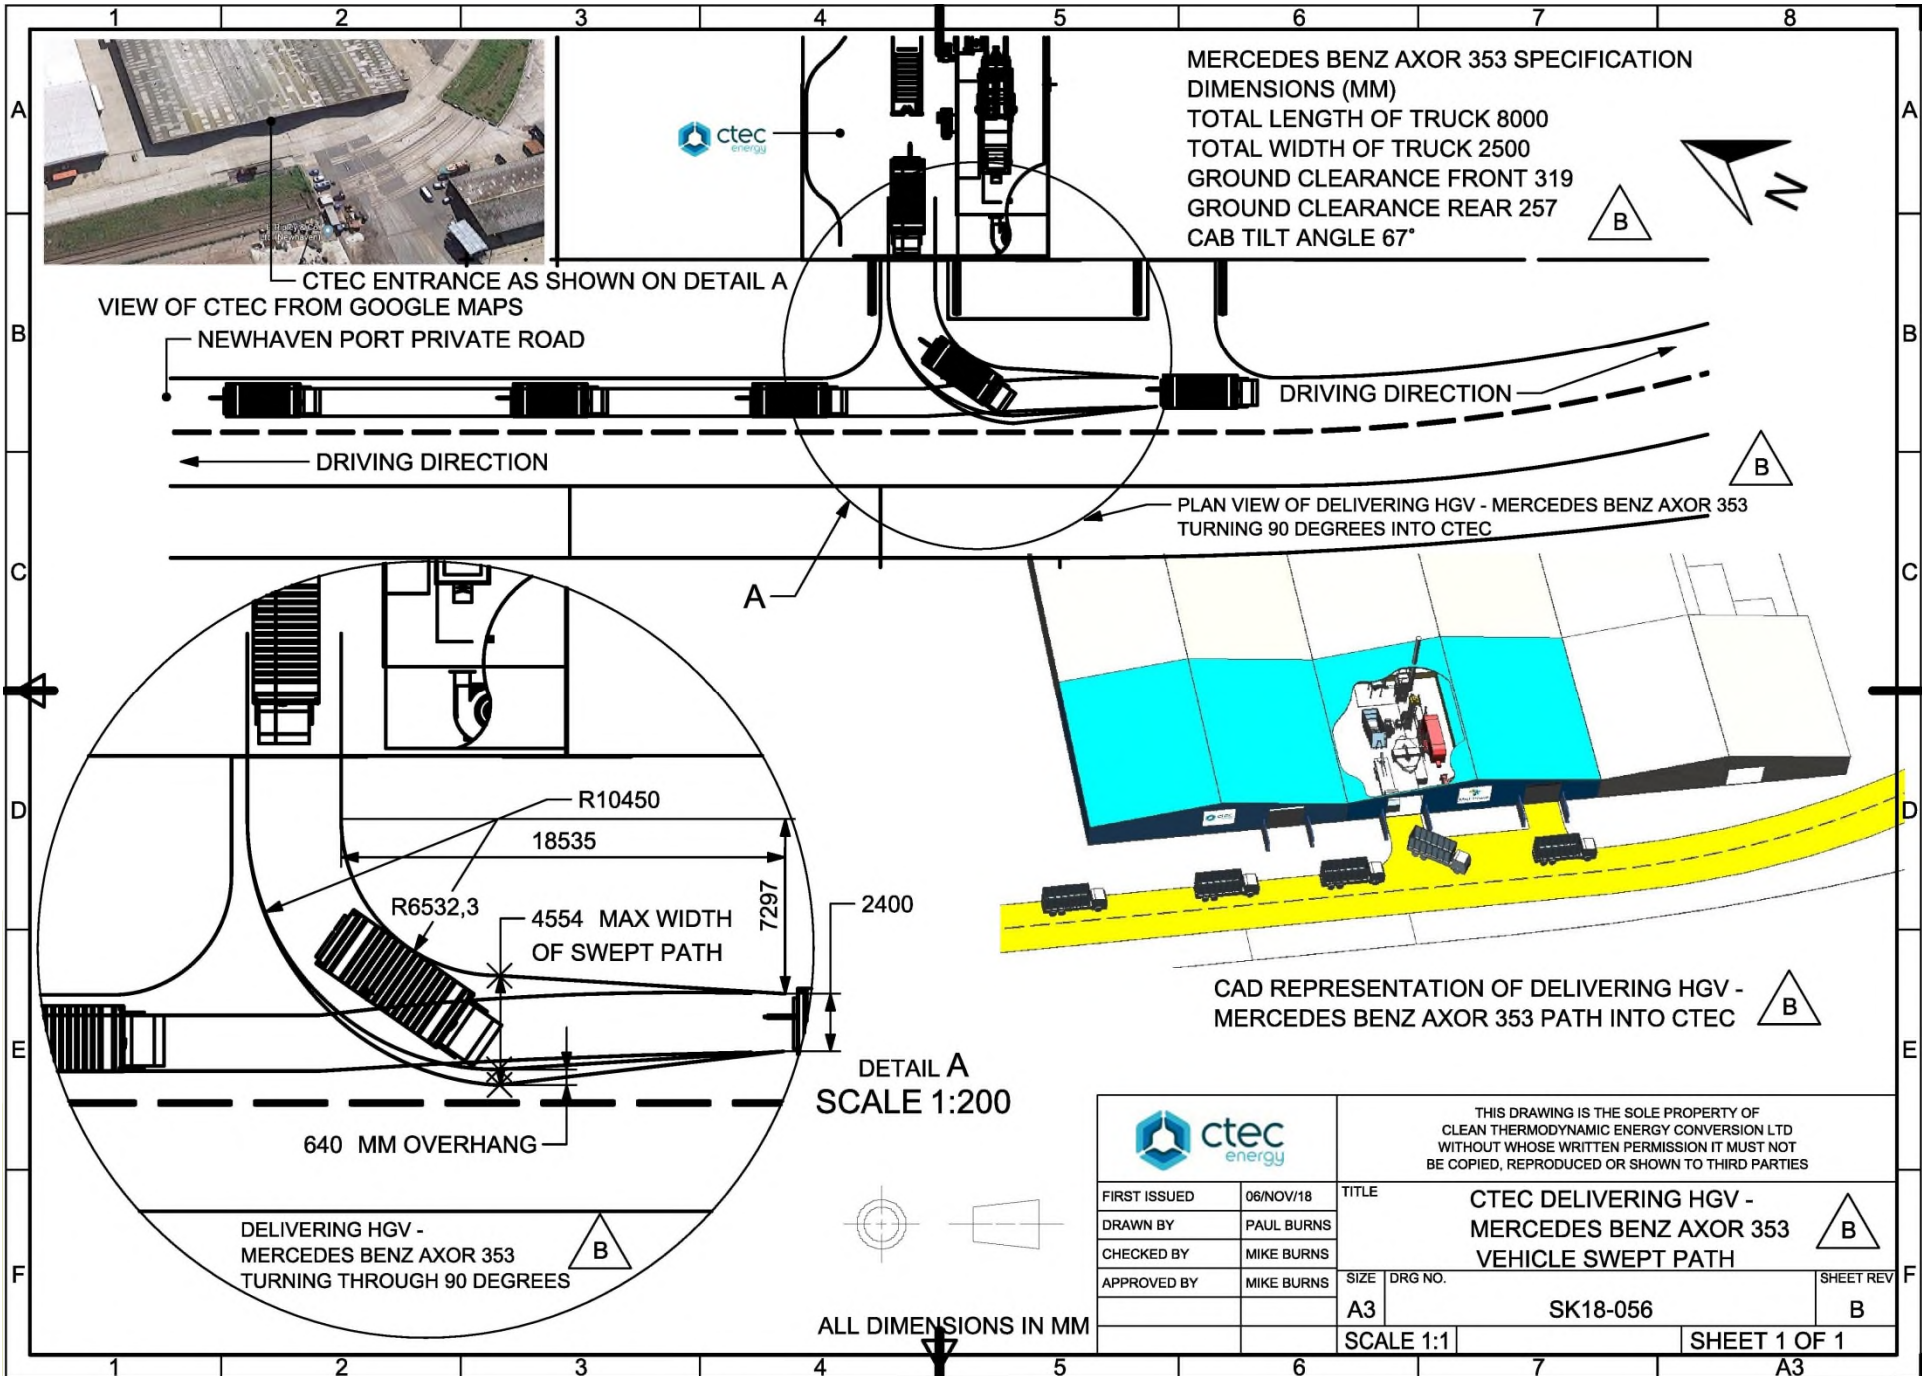 1 2 3 4 5 6 7 8
A A
B B
C C
D D
E E
F F
1 2 3 4 5 6 7 A3
CTEC ENTRANCE AS SHOWN ON DETAIL A
VIEW OF CTEC FROM GOOGLE MAPS
NEWHAVEN PORT PRIVATE ROAD
ctec
energy
MERCEDES BENZ AXOR 353 SPECIFICATION
DIMENSIONS (MM)
TOTAL LENGTH OF TRUCK 8000
TOTAL WIDTH OF TRUCK 2500
GROUND CLEARANCE FRONT 319
GROUND CLEARANCE REAR 257
CAB TILT ANGLE 67°
B
N
DRIVING DIRECTION
DRIVING DIRECTION
B
PLAN VIEW OF DELIVERING HGV - MERCEDES BENZ AXOR 353
TURNING 90 DEGREES INTO CTEC
A
R10450
18535
R6532,3
7297
2400
4554 MAX WIDTH
OF SWEPT PATH
640 MM OVERHANG
DETAIL A
SCALE 1:200
DELIVERING HGV -
MERCEDES BENZ AXOR 353
TURNING THROUGH 90 DEGREES
B
ctec
CAD REPRESENTATION OF DELIVERING HGV -
MERCEDES BENZ AXOR 353 PATH INTO CTEC
B
ALL DIMENSIONS IN MM
ctec
energy
THIS DRAWING IS THE SOLE PROPERTY OF
CLEAN THERMODYNAMIC ENERGY CONVERSION LTD
WITHOUT WHOSE WRITTEN PERMISSION IT MUST NOT
BE COPIED, REPRODUCED OR SHOWN TO THIRD PARTIES
FIRST ISSUED 06/NOV/18
DRAWN BY PAUL BURNS
CHECKED BY MIKE BURNS
APPROVED BY MIKE BURNS
TITLE
CTEC DELIVERING HGV -
MERCEDES BENZ AXOR 353
VEHICLE SWEPT PATH
B
SIZE DRG NO. SHEET REV
A3 SK18-056 B
SCALE 1:1 SHEET 1 OF 1